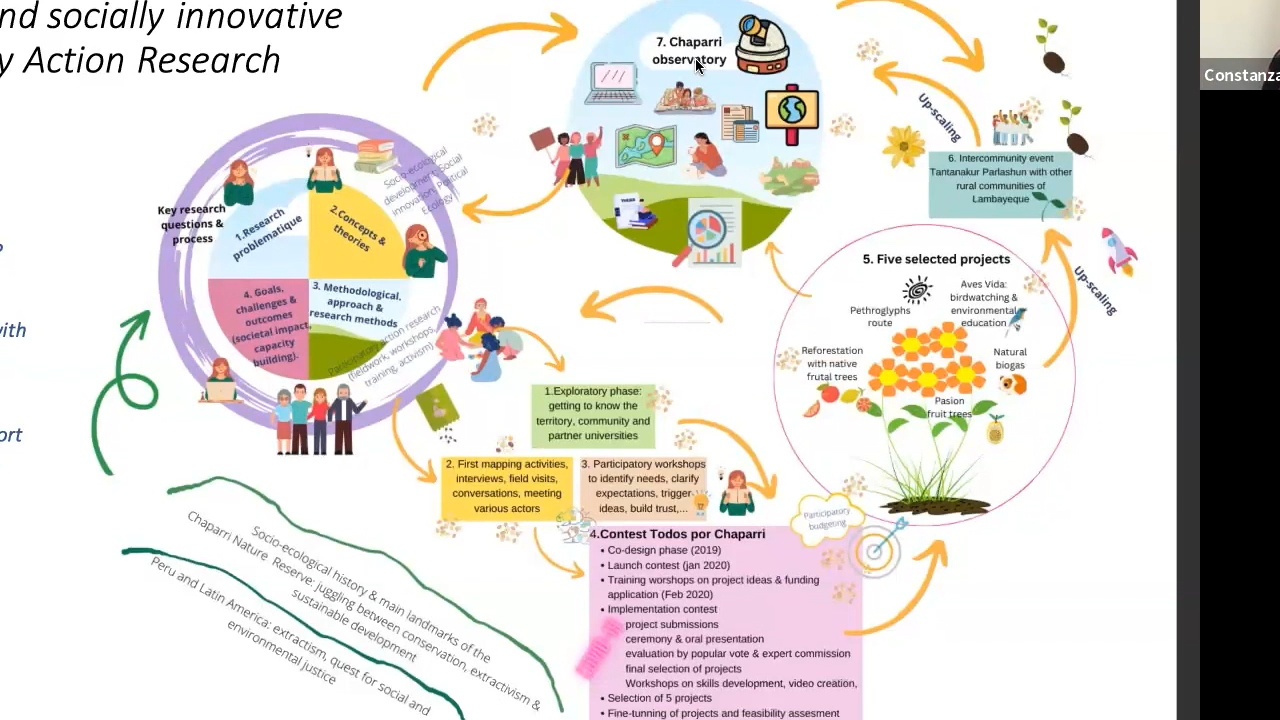 nd socially innovative
y Action Research
with
ort
Key research
questions &
process
1.Research
problematique
2.Concepts &
theories
3. Methodological,
approach &
research methods
4. Goals,
challenges &
outcomes
(societal impact,
capacity
building).
Socio-ecological
development, Social
innovation, Political
Ecology
Participatory action research
(fieldwork, workshops,
training, activism)
7. Chaparri
observatory
THESIS
Up-scaling
6. Intercommunity event
Tantanakur Parlashun with other
rural communities of
Lambayeque
Up-scaling
5. Five selected projects
Pethroglyphs
route
Aves Vida:
birdwatching &
environmental
education
Reforestation
with native
frutal trees
Natural
biogas
Pasion
fruit trees
1.Exploratory phase:
getting to know the
territory, community and
partner universities
2. First mapping activities,
interviews, field visits,
conversations, meeting
various actors
3. Participatory workshops
to identify needs, clarify
expectations, trigger
ideas, build trust,...
Participatory
budgeting
4.Contest Todos por Chaparri
• Co-design phase (2019)
• Launch contest (jan 2020)
• Training worshops on project ideas & funding
application (Feb 2020)
• Implementation contest
project submissions
ceremony & oral presentation
evaluation by popular vote & expert commission
final selection of projects
Workshops on skills development, video creation,
• Selection of 5 projects
• Fine-tunning of projects and feasibility assesment
Socio-ecological history & main landmarks of the
Chaparri Nature Reserve: juggling between conservation, extractivism &
sustainable development
Peru and Latin America: extractism, quest for social and
environmental justice
Constanza